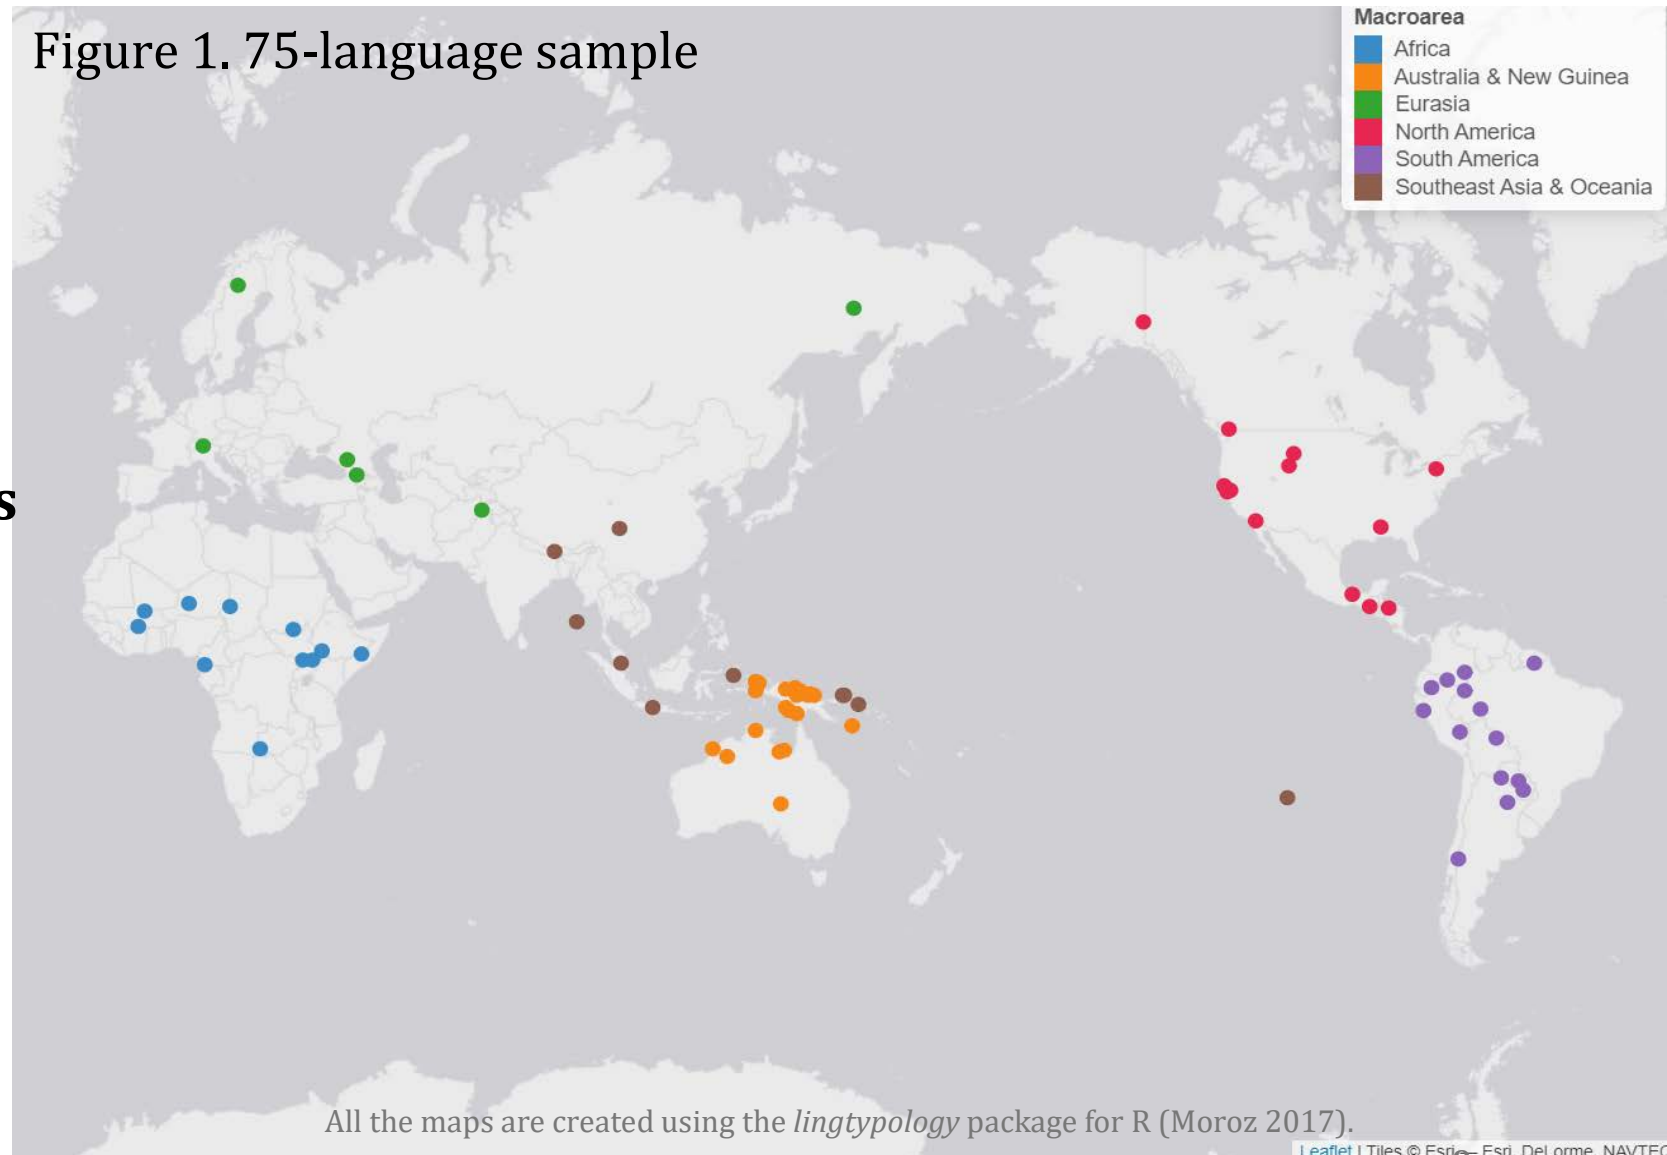 Figure 1. 75-language sample
Macroarea
Africa
Australia & New Guinea
Eurasia
North America
South America
Southeast Asia & Oceania
s
All the maps are created using the lingtypology package for R (Moroz 2017).
Leaflet | Tiles © Esri — Esri, DeLorme, NAVTEQ